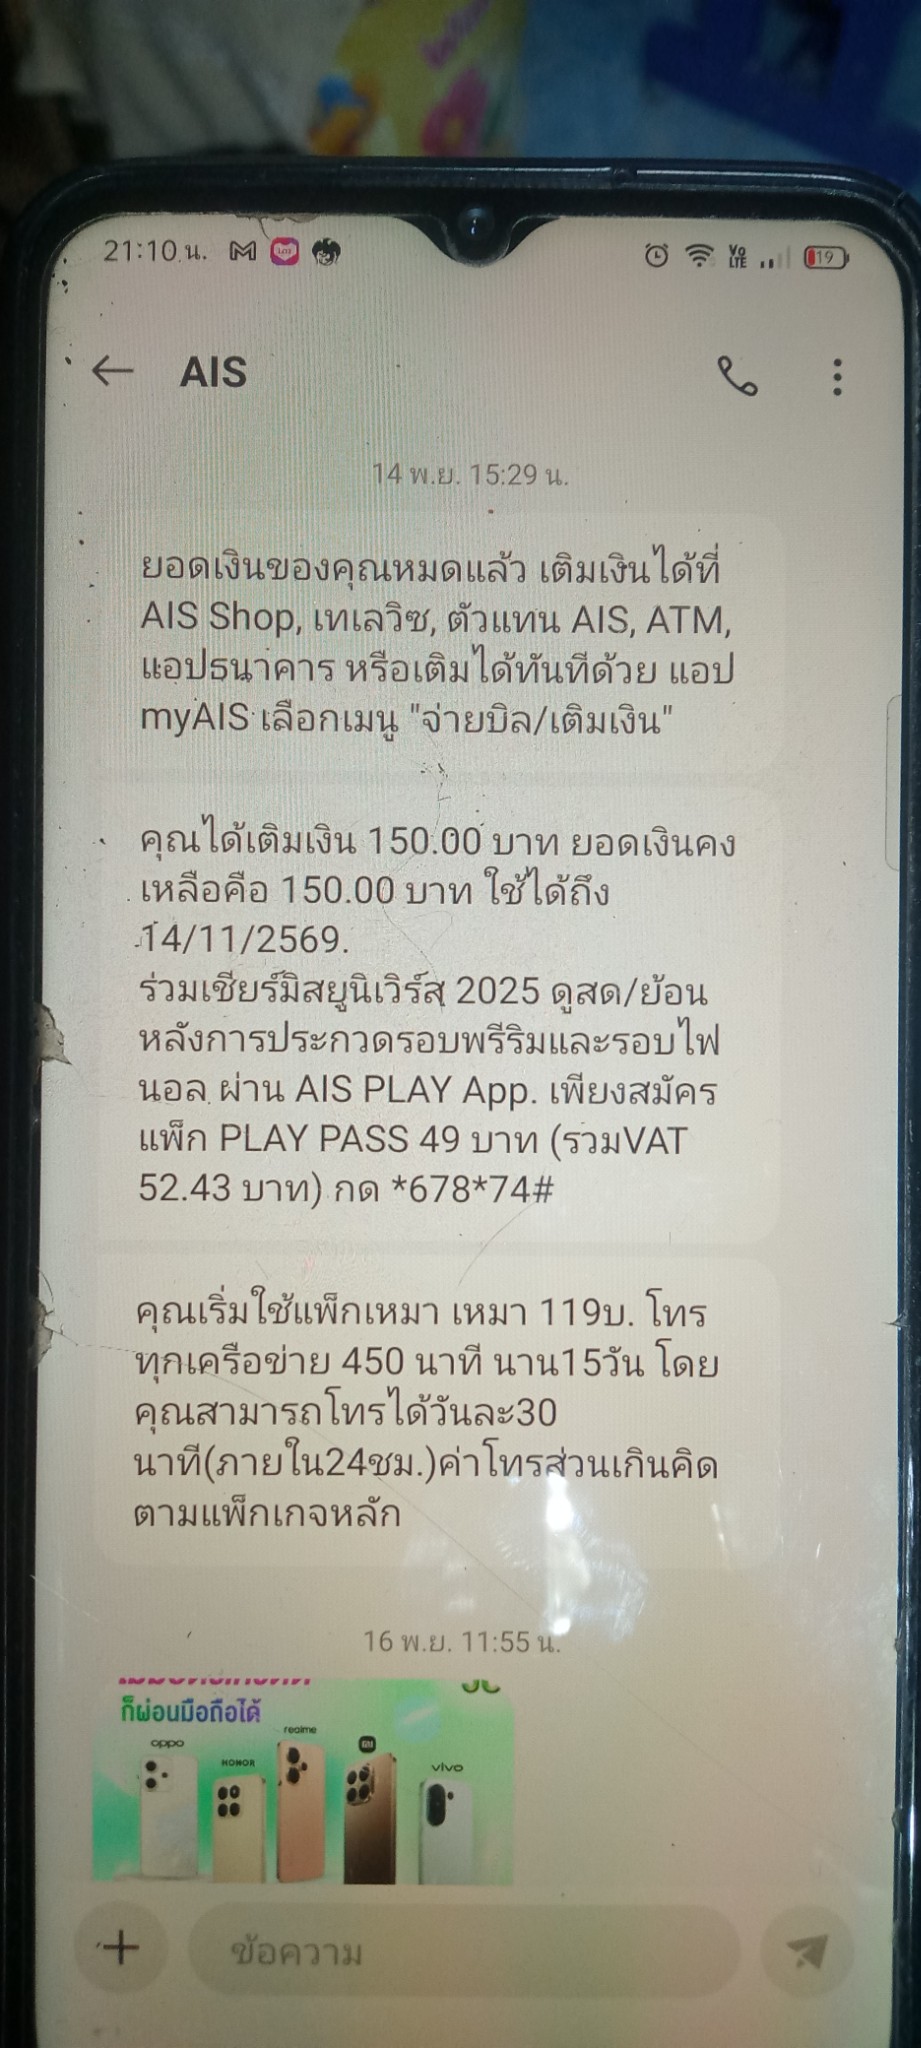 21:10 น.
Vo
LTE
19
AIS
14 พ.ย. 15:29 น.
ยอดเงินของคุณหมดแล้ว เติมเงินได้ที่
AIS Shop, เทเลวิซ, ตัวแทน AIS, ATM,
แอปธนาคาร หรือเติมได้ทันทีด้วย แอป
myAIS เลือกเมนู "จ่ายบิล/เติมเงิน"
คุณได้เติมเงิน 150.00 บาท ยอดเงินคง
เหลือคือ 150.00 บาท ใช้ได้ถึง
14/11/2569.
ร่วมเชียร์มิสยูนิเวิร์ส 2025 ดูสด/ย้อน
หลังการประกวดรอบพรีริมและรอบไฟ
นอล ผ่าน AIS PLAY App. เพียงสมัคร
แพ็ก PLAY PASS 49 บาท (รวมVAT
52.43 บาท) กด *678*74#
คุณเริ่มใช้แพ็กเหมา เหมา 119บ. โทร
ทุกเครือข่าย 450 นาที นาน15วัน โดย
คุณสามารถโทรได้วันละ30
นาที(ภายใน24ชม.)ค่าโทรส่วนเกินคิด
ตามแพ็กเกจหลัก
16 พ.ย. 11:55 น.
ก็ผ่อนมือถือได้
oppo
HONOR
realme
vivo
ข้อความ